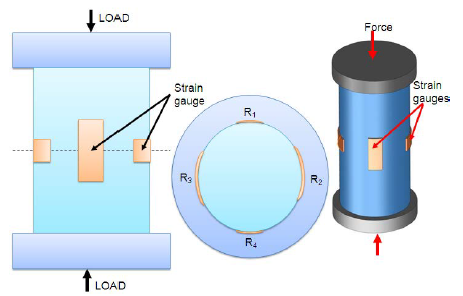 LOAD
Strain
gauge
LOAD
R1
R2
R3
R4
Force
Strain
gauges